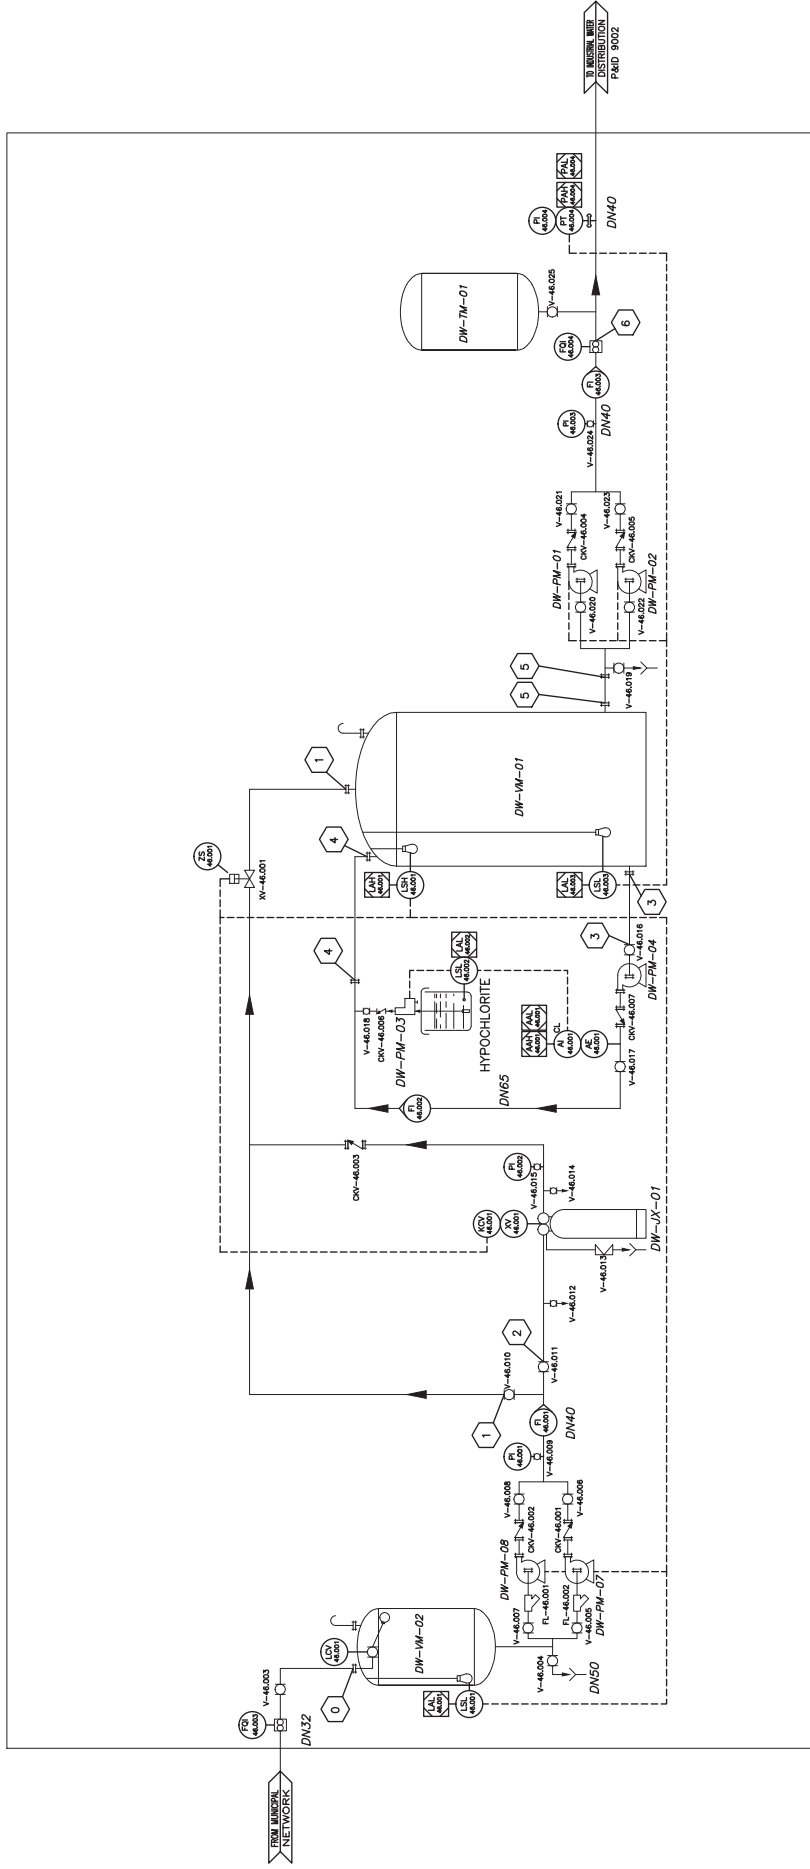 FROM MUNICIPAL
NETWORK
FQI
46.003
DN32
V-46.003
0
LCV
46.001
DW-VM-02
LAL
46.001
LSL
46.001
V-46.004
DN50
V-46.007
V-46.005
FL-46.001
FL-46.002
DW-PM-08
DW-PM-07
CKV-46.002
CKV-46.001
V-46.008
V-46.006
PI
46.001
V-46.009
FI
46.001
DN40
1
V-46.010
V-46.011
2
V-46.012
KCV
46.001
XV
46.001
V-46.013
DW-JX-01
V-46.014
V-46.015
PI
46.002
CKV-46.003
FI
46.002
DN65
V-46.018
CKV-46.006
DW-PM-03
HYPOCHLORITE
LSL
46.002
LAL
46.002
AAH
46.001
AAL
46.001
AI
46.001
CL
AE
46.001
V-46.017
CKV-46.007
DW-PM-04
V-46.016
3
3
4
4
ZS
46.001
XV-46.001
1
LAH
46.001
LSH
46.001
LAL
46.003
LSL
46.003
DW-VM-01
5
5
V-46.019
V-46.020
V-46.022
DW-PM-01
DW-PM-02
CKV-46.004
CKV-46.005
V-46.021
V-46.023
V-46.024
PI
46.003
DN40
FI
46.003
FQI
46.004
6
V-46.025
DW-TM-01
PI
46.004
PT
46.004
PAH
46.004
PAL
46.004
DN40
TO INDUSTRIAL WATER
DISTRIBUTION
P&ID 9002